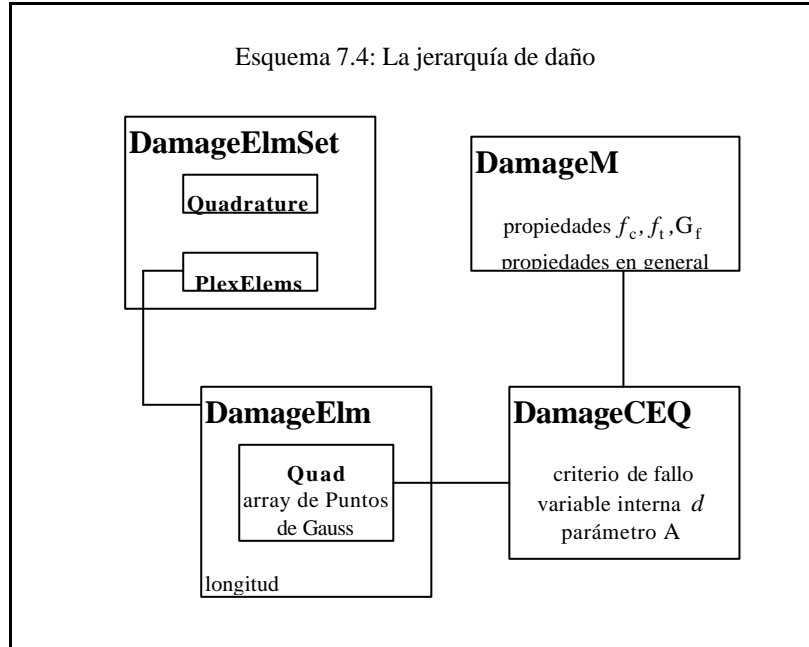 Esquema 7.4: La jerarquía de daño
DamageElmSet
Quadrature
PlexElems
DamageM
propiedades f_c, f_t, G_f
propiedades en general
DamageElm
Quad
array de Puntos
de Gauss
longitud
DamageCEQ
criterio de fallo
variable interna d
parámetro A